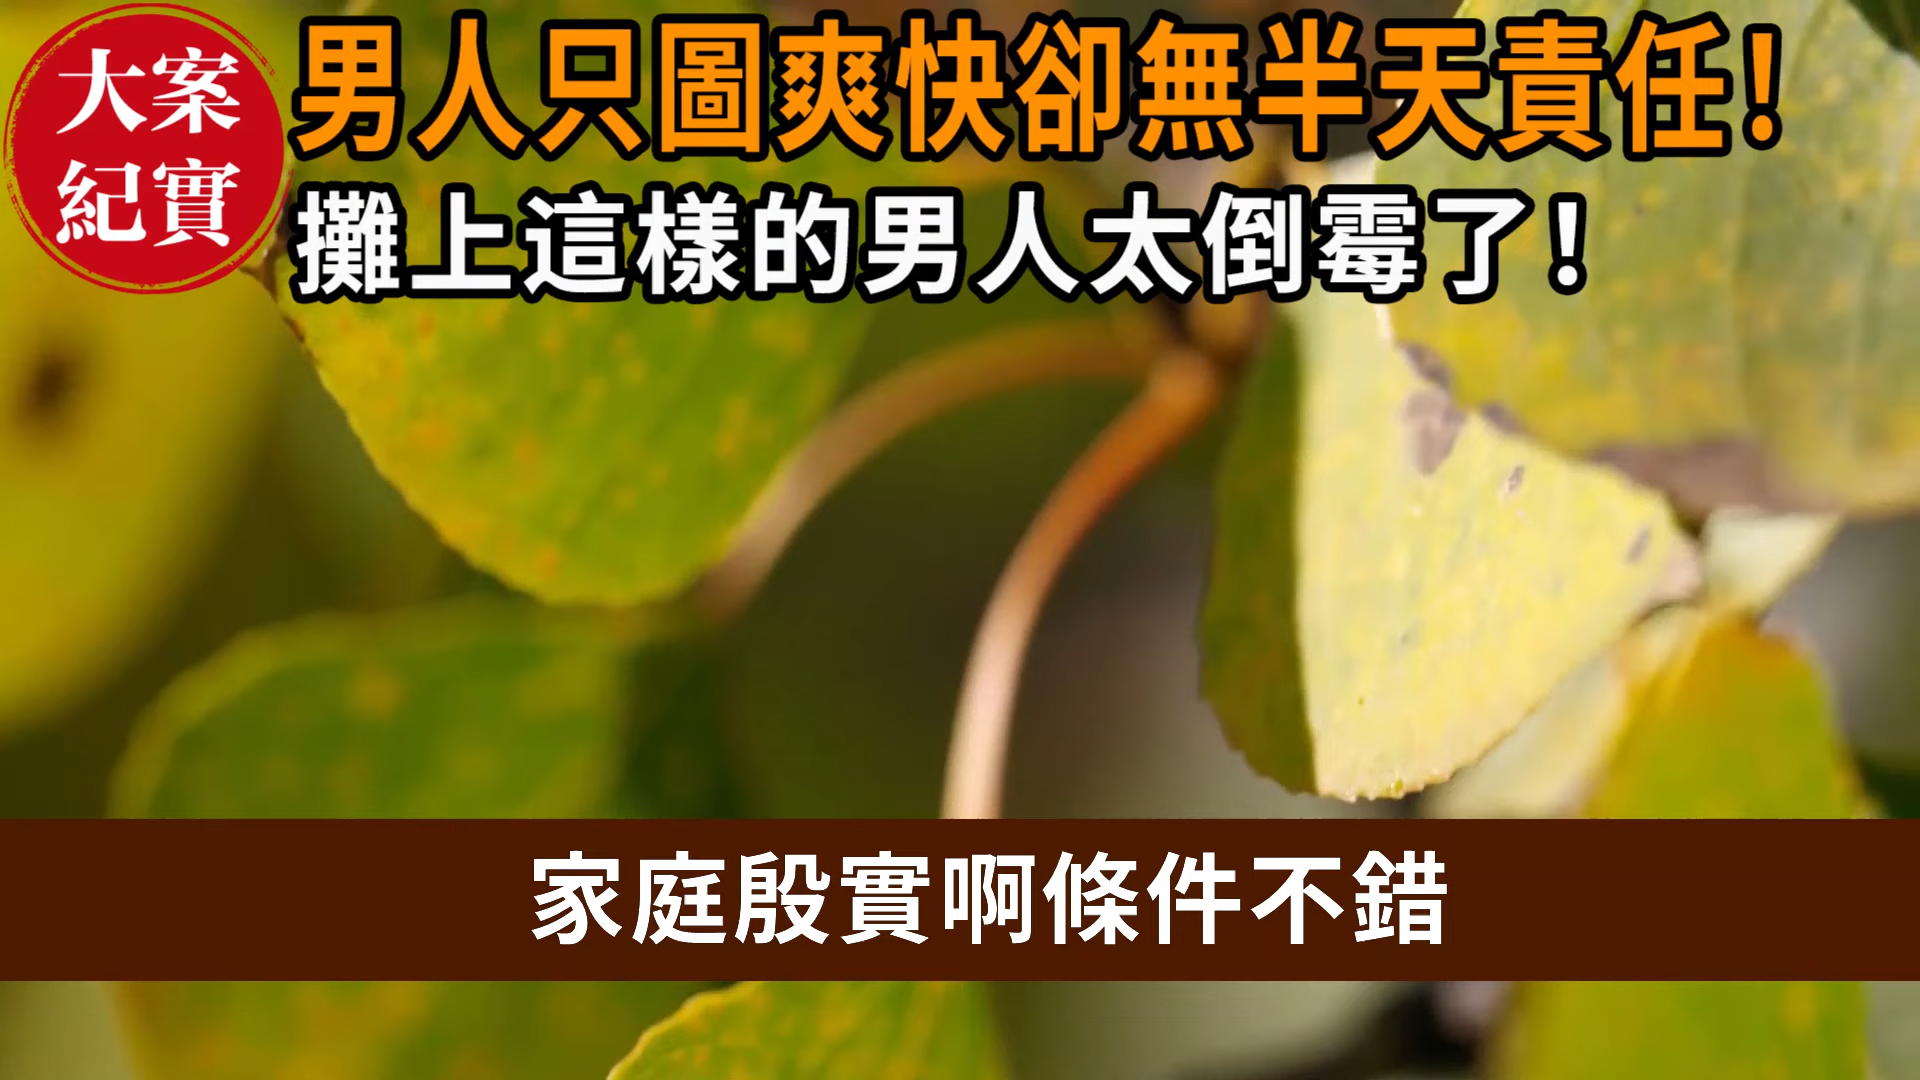 大案
紀實
男人只圖爽快卻無半天責任！
攤上這樣的男人太倒霉了！
家庭殷實啊條件不錯